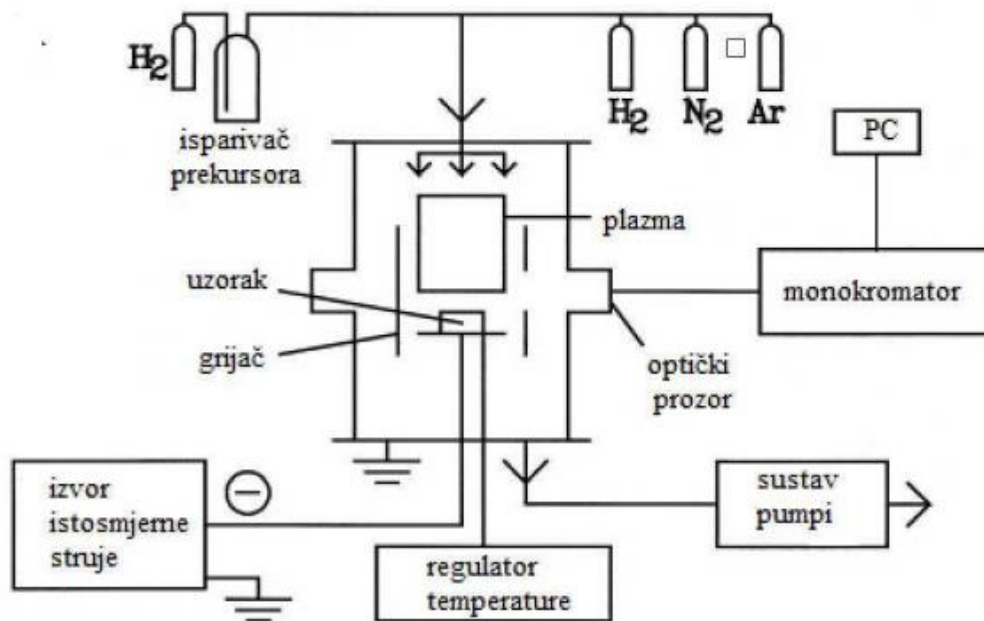 H2
isparivač
prekursora
H2
N2
Ar
PC
plazma
uzorak
monokromator
grijač
optički
prozor
izvor
istosmjerne
struje
−
sustav
pumpi
regulator
temperature